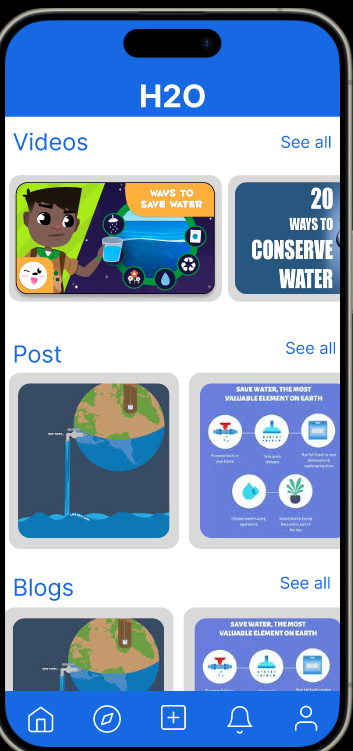 H2O
Videos
See all
WAYS TO
SAVE WATER
20
WAYS TO
CONSERVE
WATER
Post
See all
SAVE WATER, THE MOST
VALUABLE ELEMENT ON EARTH
Blogs
See all
SAVE WATER, THE MOST
VALUABLE ELEMENT ON EARTH